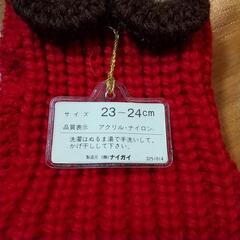 サイズ 23-24cm
品質表示 アクリル・ナイロン
洗濯はぬるま湯で手洗いして、
かげ干しして下さい。
製造元 (株)ナイガイ